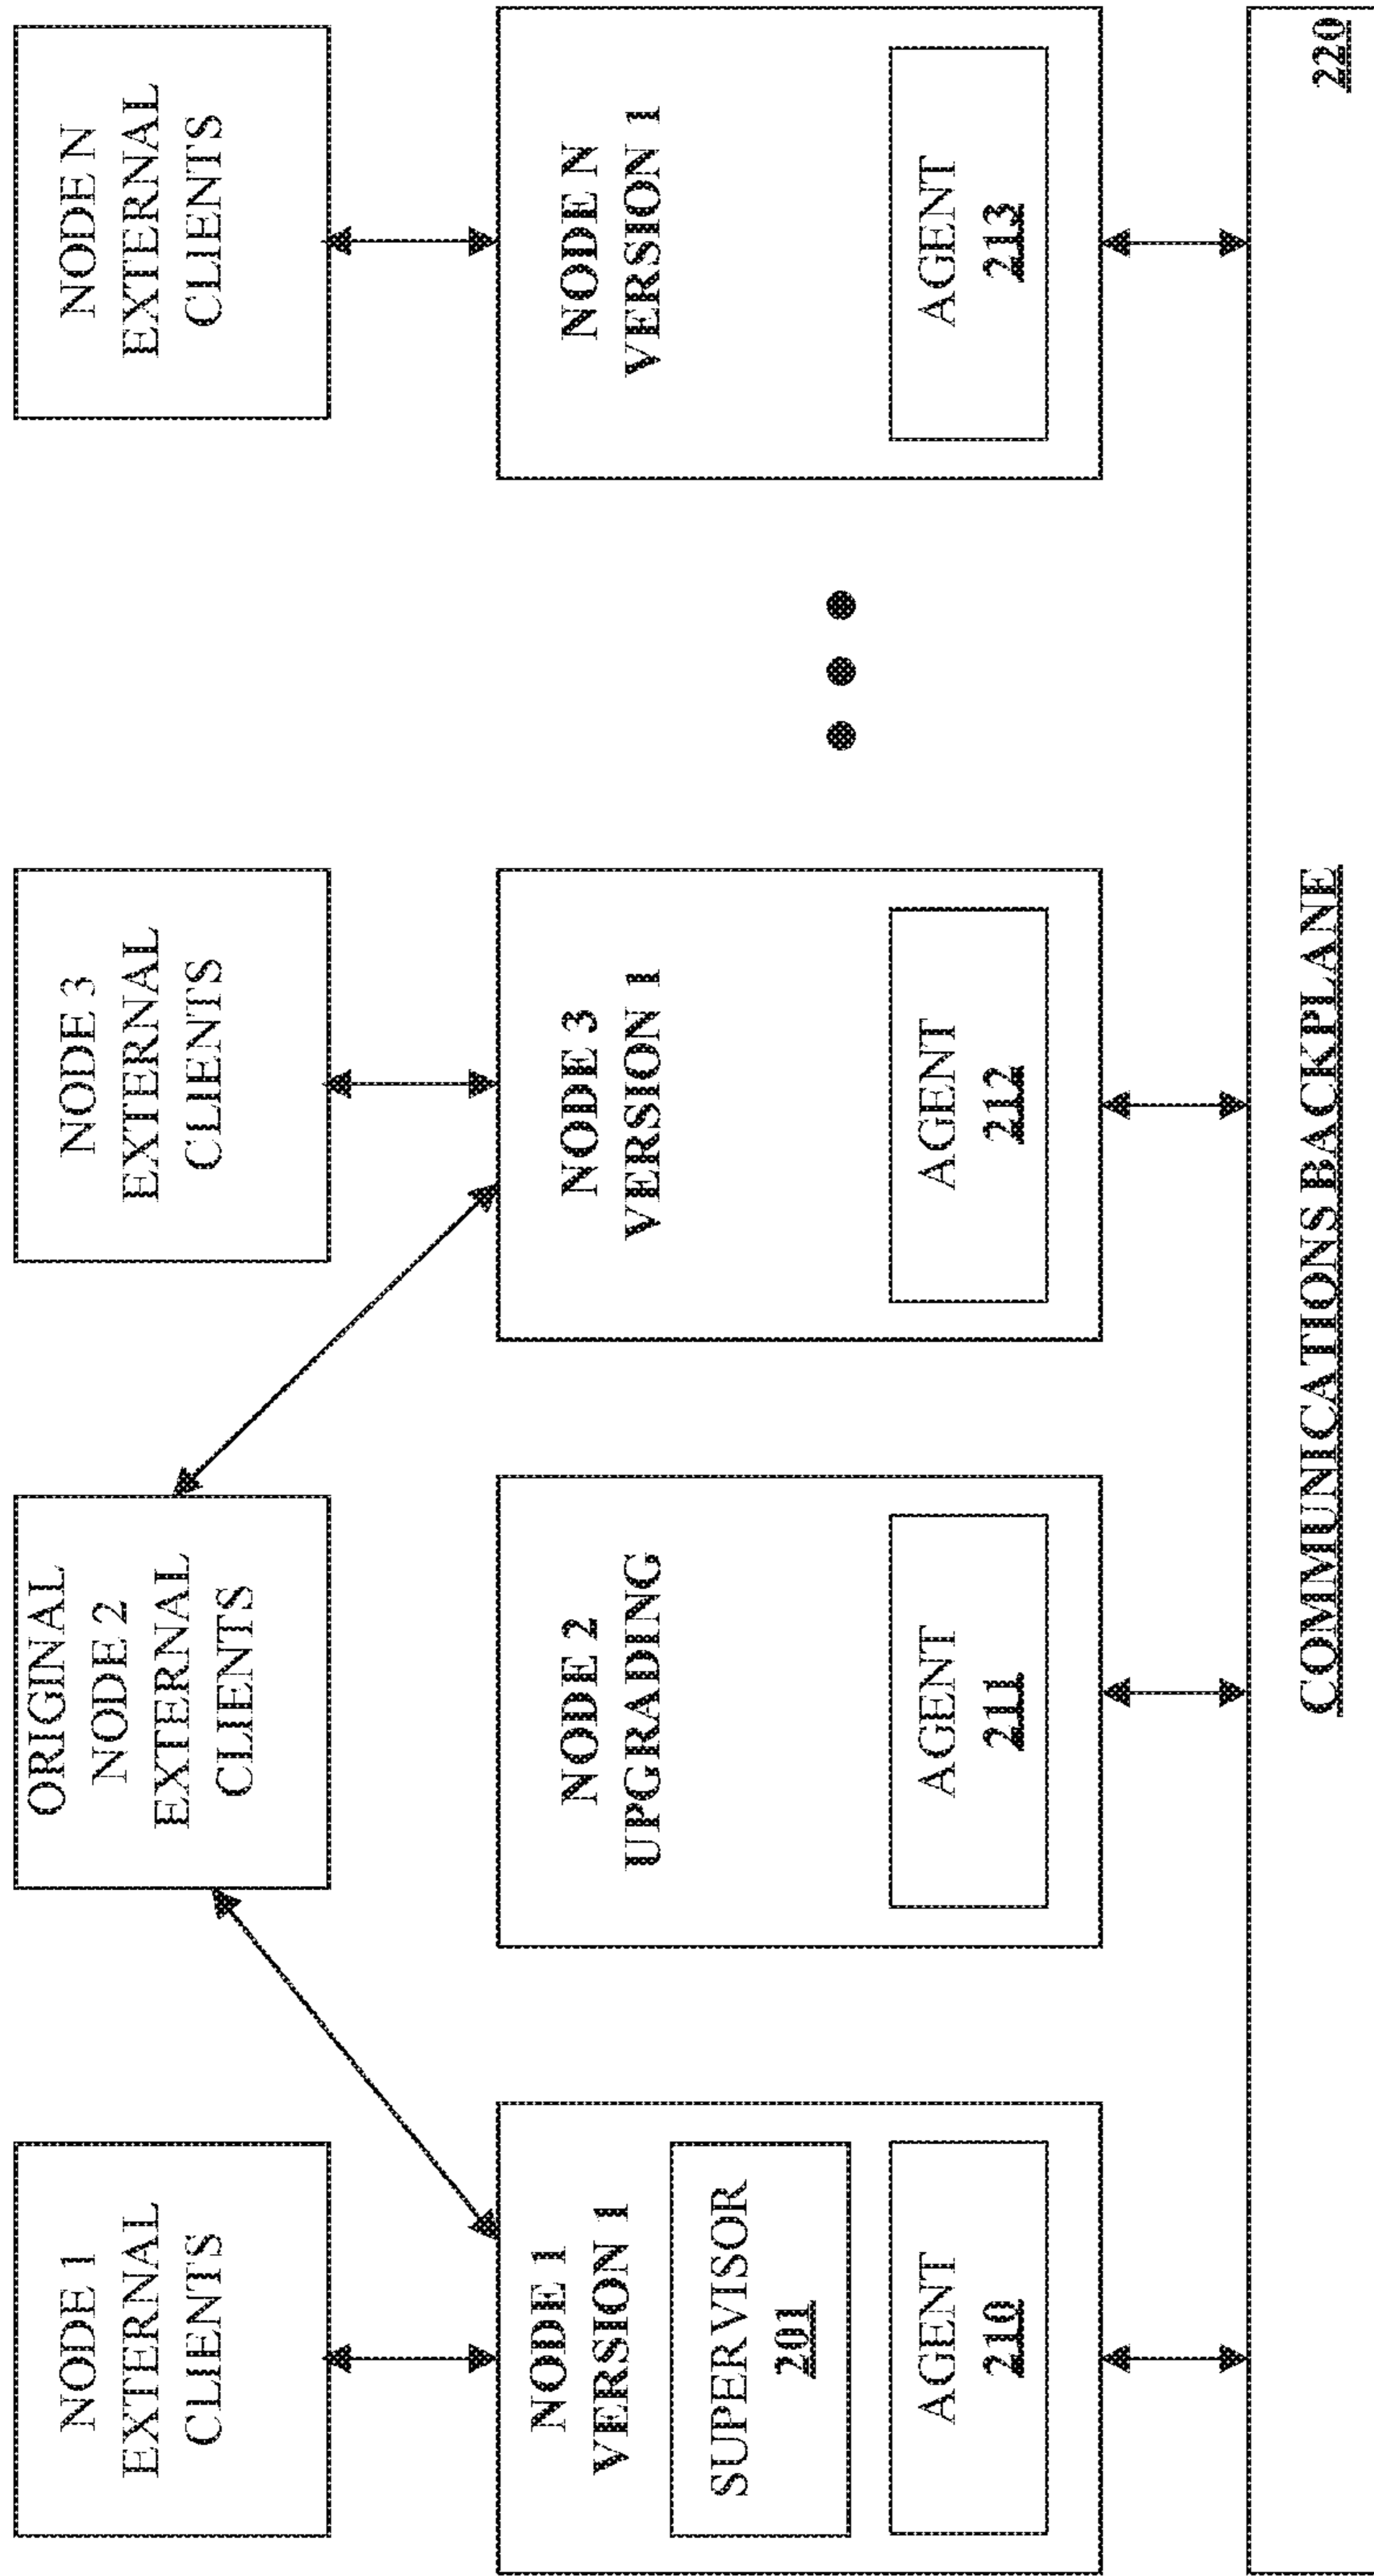 NODE 1
EXTERNAL
CLIENTS
ORIGINAL
NODE 2
EXTERNAL
CLIENTS
NODE 3
EXTERNAL
CLIENTS
NODE N
EXTERNAL
CLIENTS
NODE 1
VERSION 1
SUPERVISOR
201
AGENT
210
NODE 2
UPGRADING
AGENT
211
NODE 3
VERSION 1
AGENT
212
NODE N
VERSION 1
AGENT
213
COMMUNICATIONS BACKPLANE
220